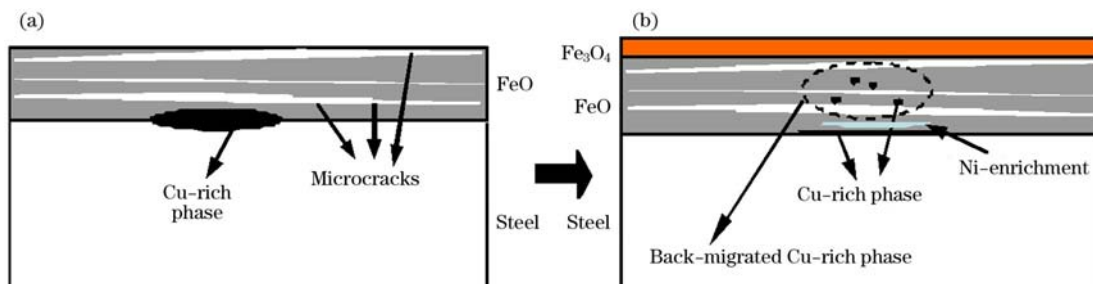 (a)
FeO
Cu-rich
phase
Microcracks
Steel
(b)
Fe₃O₄
FeO
Ni-enrichment
Cu-rich phase
Steel
Back-migrated Cu-rich phase